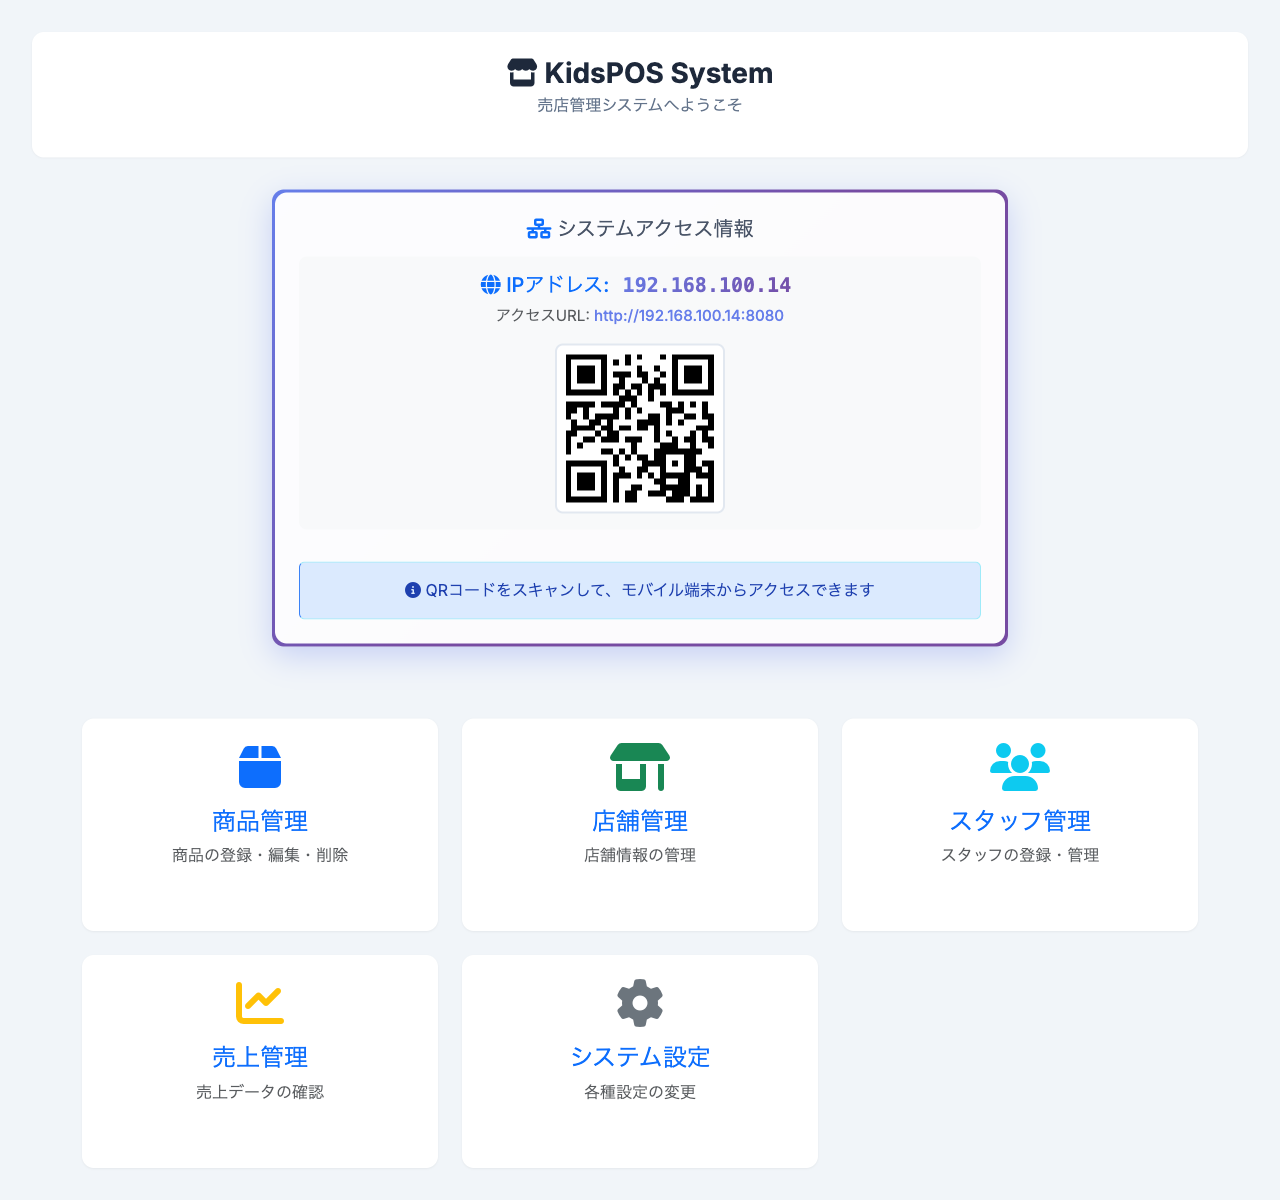 KidsPOS System
売店管理システムへようこそ
システムアクセス情報
IPアドレス: 192.168.100.14
アクセスURL: http://192.168.100.14:8080
QRコードをスキャンして、モバイル端末からアクセスできます
商品管理
商品の登録・編集・削除
店舗管理
店舗情報の管理
スタッフ管理
スタッフの登録・管理
売上管理
売上データの確認
システム設定
各種設定の変更